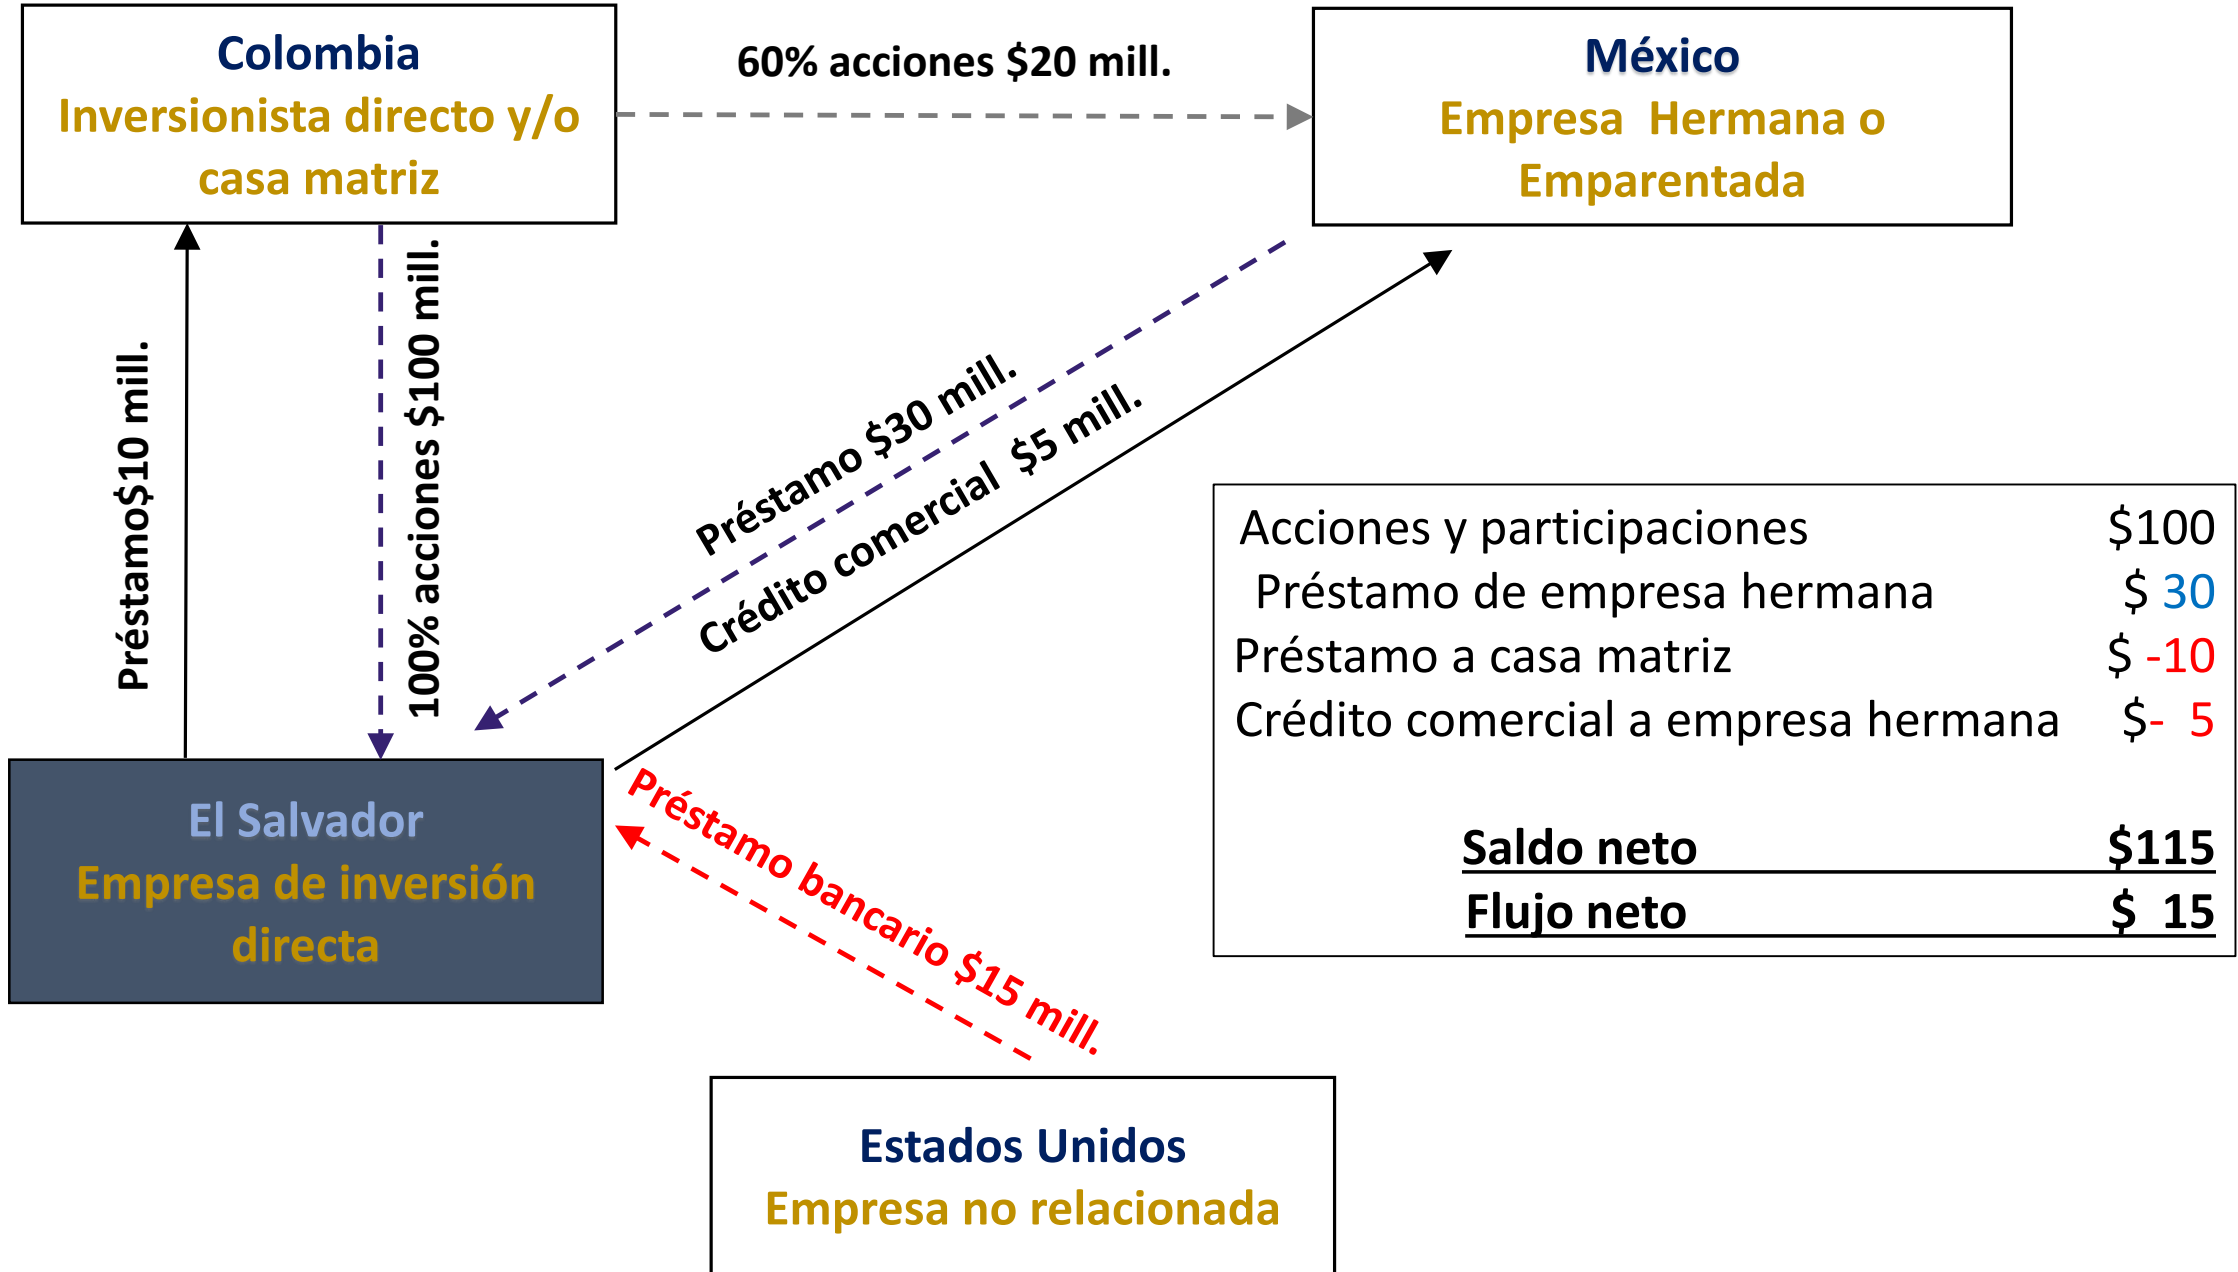 Colombia
Inversionista directo y/o
casa matriz
60% acciones $20 mill.
México
Empresa  Hermana o
Emparentada
Préstamo$10 mill.
100% acciones $100 mill.
Préstamo $30 mill.
Crédito comercial  $5 mill.
Acciones y participaciones $100
Préstamo de empresa hermana $ 30
Préstamo a casa matriz $ -10
Crédito comercial a empresa hermana $-  5
Saldo neto $115
Flujo neto $  15
El Salvador
Empresa de inversión
directa
Préstamo bancario $15 mill.
Estados Unidos
Empresa no relacionada